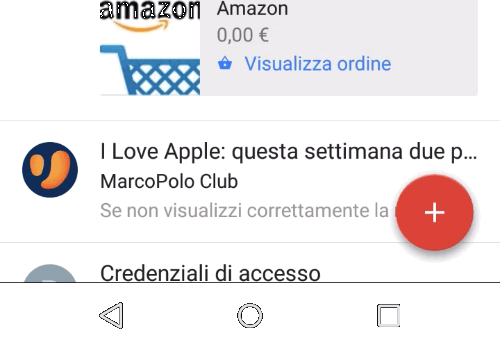 amazon
Amazon
0,00 €
Visualizza ordine
I Love Apple: questa settimana due p...
MarcoPolo Club
Se non visualizzi correttamente la
Credenziali di accesso